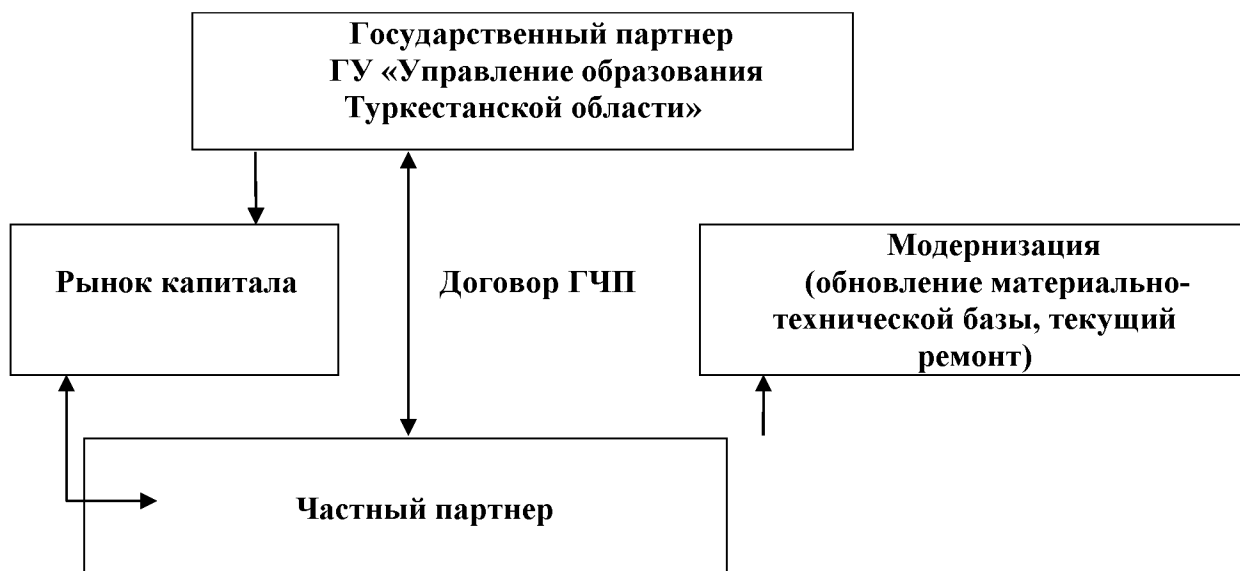 Государственный партнер
ГУ «Управление образования
Туркестанской области»
Рынок капитала
Договор ГЧП
Модернизация
(обновление материально-
технической базы, текущий
ремонт)
Частный партнер